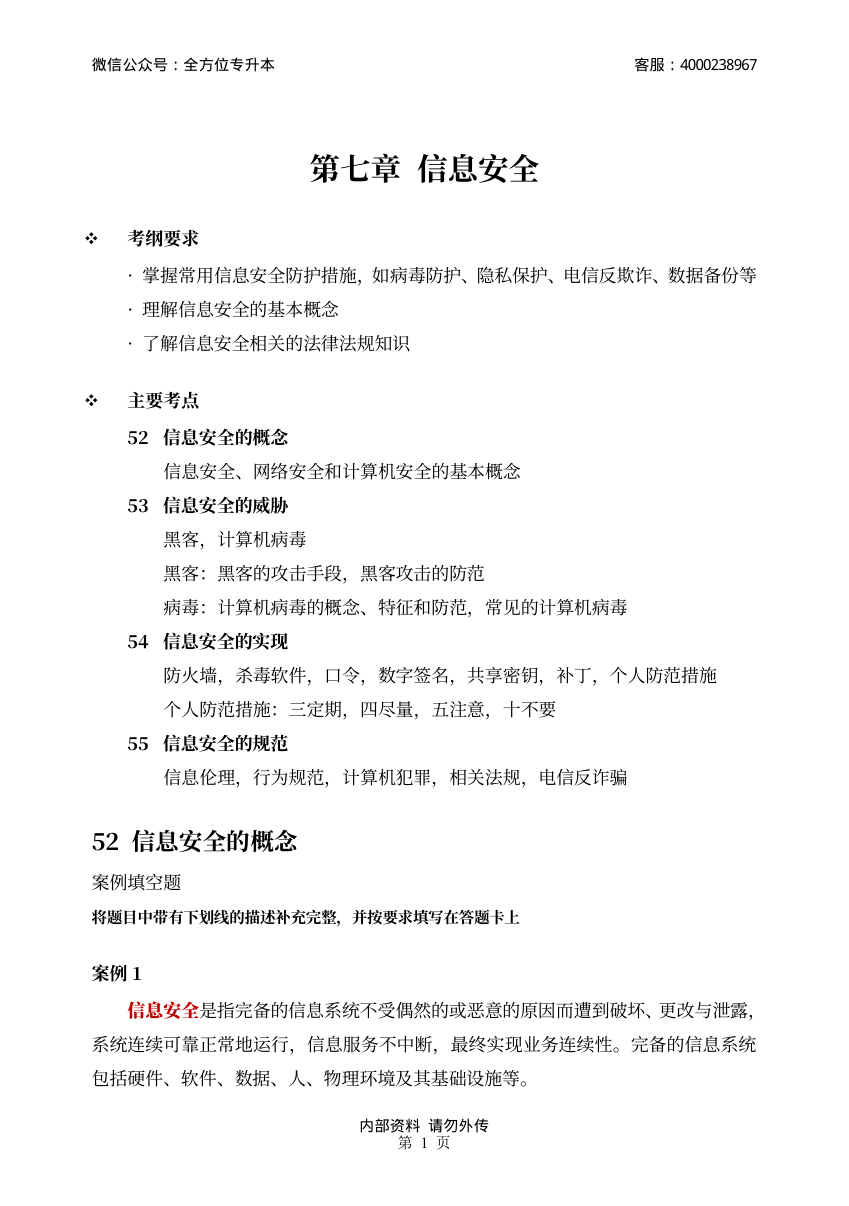 微信公众号：全方位专升本 客服：4000238967
第七章 信息安全
❖ 考纲要求
· 掌握常用信息安全防护措施，如病毒防护、隐私保护、电信反欺诈、数据备份等
· 理解信息安全的基本概念
· 了解信息安全相关的法律法规知识
❖ 主要考点
52 信息安全的概念
信息安全、网络安全和计算机安全的基本概念
53 信息安全的威胁
黑客，计算机病毒
黑客：黑客的攻击手段，黑客攻击的防范
病毒：计算机病毒的概念、特征和防范，常见的计算机病毒
54 信息安全的实现
防火墙，杀毒软件，口令，数字签名，共享密钥，补丁，个人防范措施
个人防范措施：三定期，四尽量，五注意，十不要
55 信息安全的规范
信息伦理，行为规范，计算机犯罪，相关法规，电信反诈骗
52 信息安全的概念
案例填空题
将题目中带有下划线的描述补充完整，并按要求填写在答题卡上
案例 1
信息安全是指完备的信息系统不受偶然的或恶意的原因而遭到破坏、更改与泄露，
系统连续可靠正常地运行，信息服务不中断，最终实现业务连续性。完备的信息系统
包括硬件、软件、数据、人、物理环境及其基础设施等。
内部资料 请勿外传
第 1 页